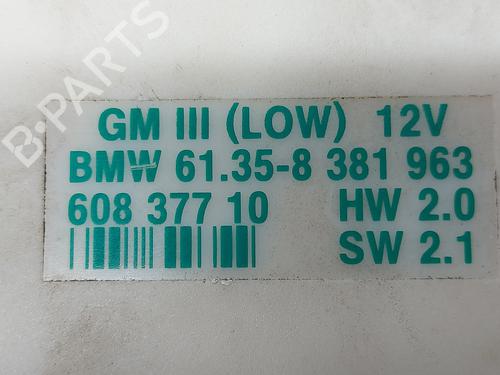 B-PARTS
GM III (LOW) 12V
BMW 61.35-8 381 963
608 377 10 HW 2.0
SW 2.1